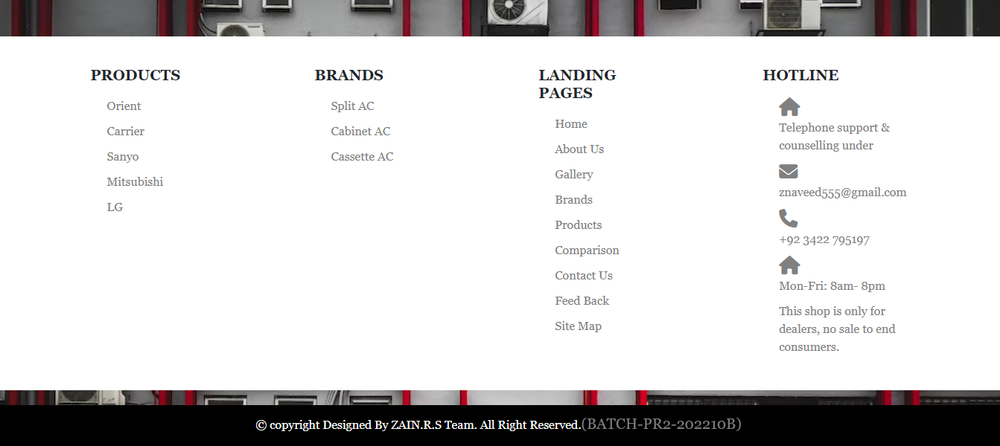 PRODUCTS
Orient
Carrier
Sanyo
Mitsubishi
LG
BRANDS
Split AC
Cabinet AC
Cassette AC
LANDING
PAGES
Home
About Us
Gallery
Brands
Products
Comparison
Contact Us
Feed Back
Site Map
HOTLINE
Telephone support &
counselling under
znaveed555@gmail.com
+92 3422 795197
Mon-Fri: 8am- 8pm
This shop is only for
dealers, no sale to end
consumers.
© copyright Designed By ZAIN.R.S Team. All Right Reserved.(BATCH-PR2-202210B)